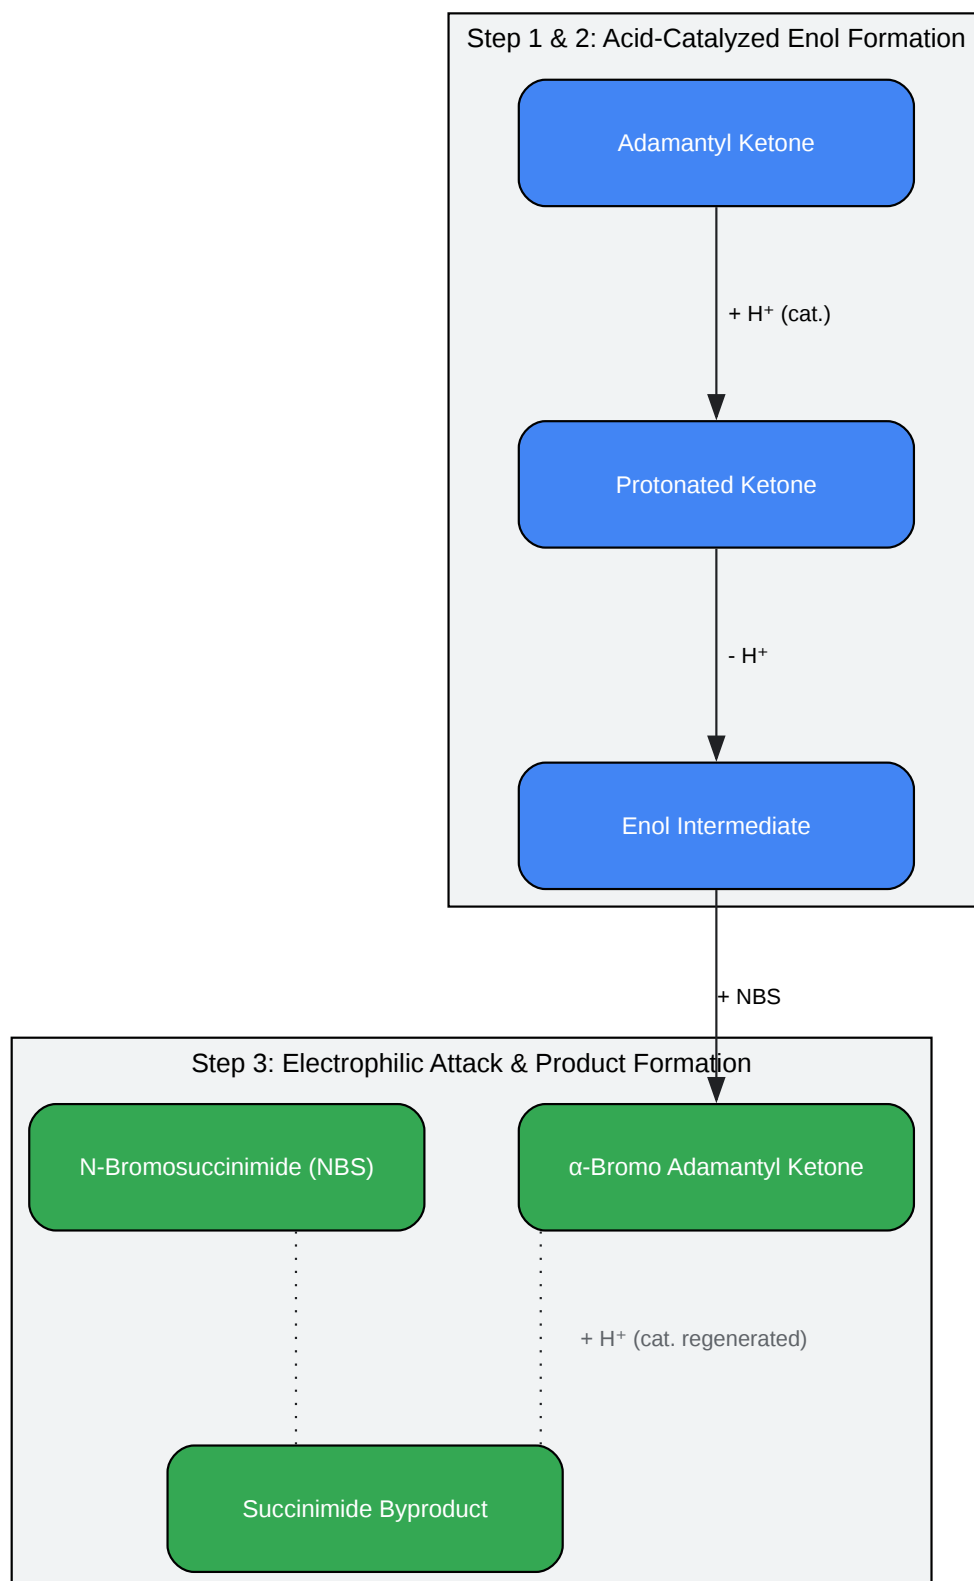 Step 1 & 2: Acid-Catalyzed Enol Formation
Adamantyl Ketone
+ H⁺ (cat.)
Protonated Ketone
- H⁺
Enol Intermediate
+ NBS
Step 3: Electrophilic Attack & Product Formation
N-Bromosuccinimide (NBS)
α-Bromo Adamantyl Ketone
+ H⁺ (cat. regenerated)
Succinimide Byproduct